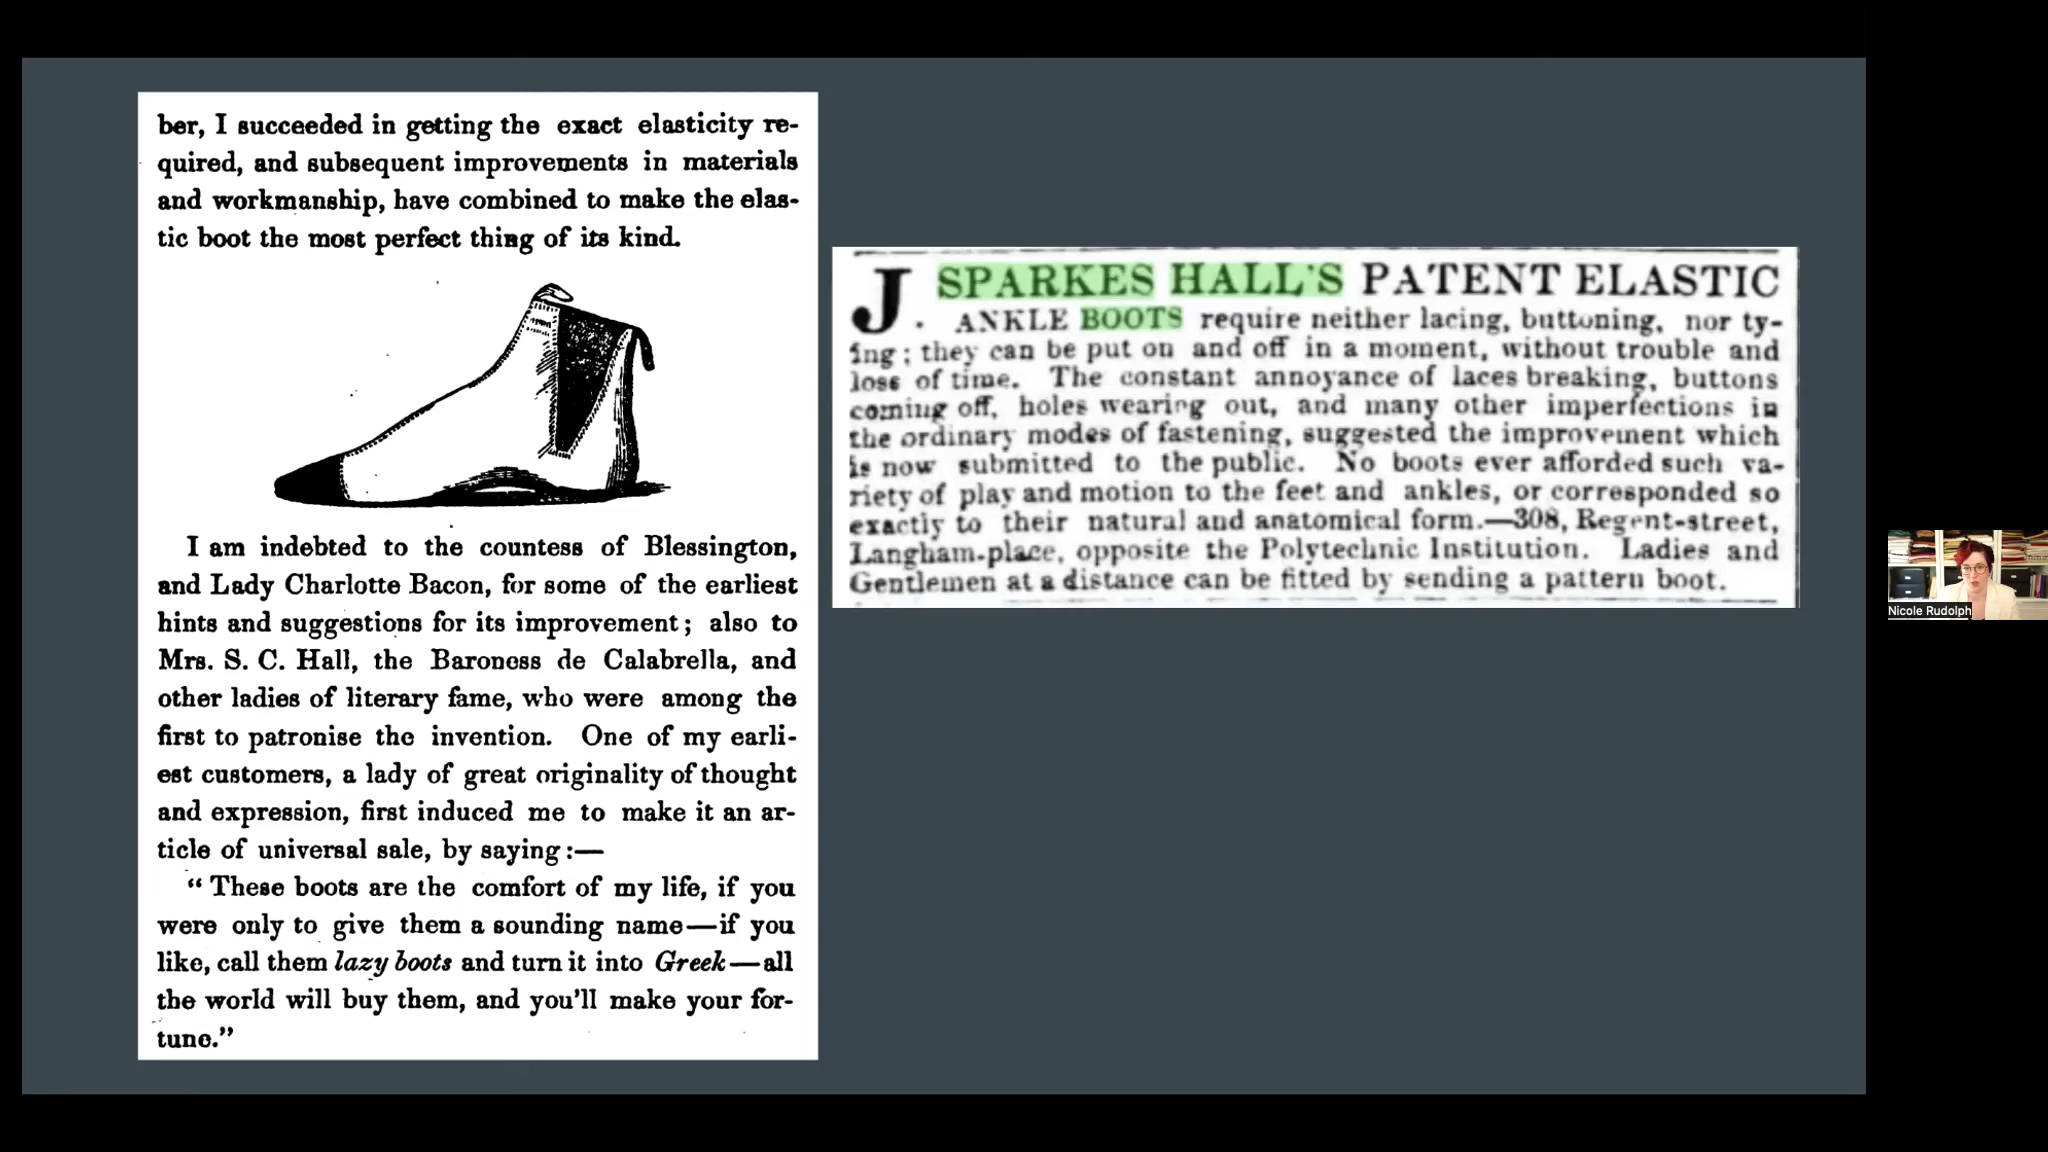 ber, I succeeded in getting the exact elasticity re-
quired, and subsequent improvements in materials
and workmanship, have combined to make the elas-
tic boot the most perfect thing of its kind.
I am indebted to the countess of Blessington,
and Lady Charlotte Bacon, for some of the earliest
hints and suggestions for its improvement; also to
Mrs. S. C. Hall, the Baroness de Calabrella, and
other ladies of literary fame, who were among the
first to patronise the invention. One of my earli-
est customers, a lady of great originality of thought
and expression, first induced me to make it an ar-
ticle of universal sale, by saying:—
“These boots are the comfort of my life, if you
were only to give them a sounding name—if you
like, call them lazy boots and turn it into Greek—all
the world will buy them, and you'll make your for-
tune.”
J. SPARKES HALL'S PATENT ELASTIC
ANKLE BOOTS require neither lacing, buttoning, nor ty-
ing; they can be put on and off in a moment, without trouble and
loss of time. The constant annoyance of laces breaking, buttons
coming off, holes wearing out, and many other imperfections in
the ordinary modes of fastening, suggested the improvement which
is now submitted to the public. No boots ever afforded such va-
riety of play and motion to the feet and ankles, or corresponded so
exactly to their natural and anatomical form.—308, Regent-street,
Langham-place, opposite the Polytechnic Institution. Ladies and
Gentlemen at a distance can be fitted by sending a pattern boot.
Nicole Rudolph